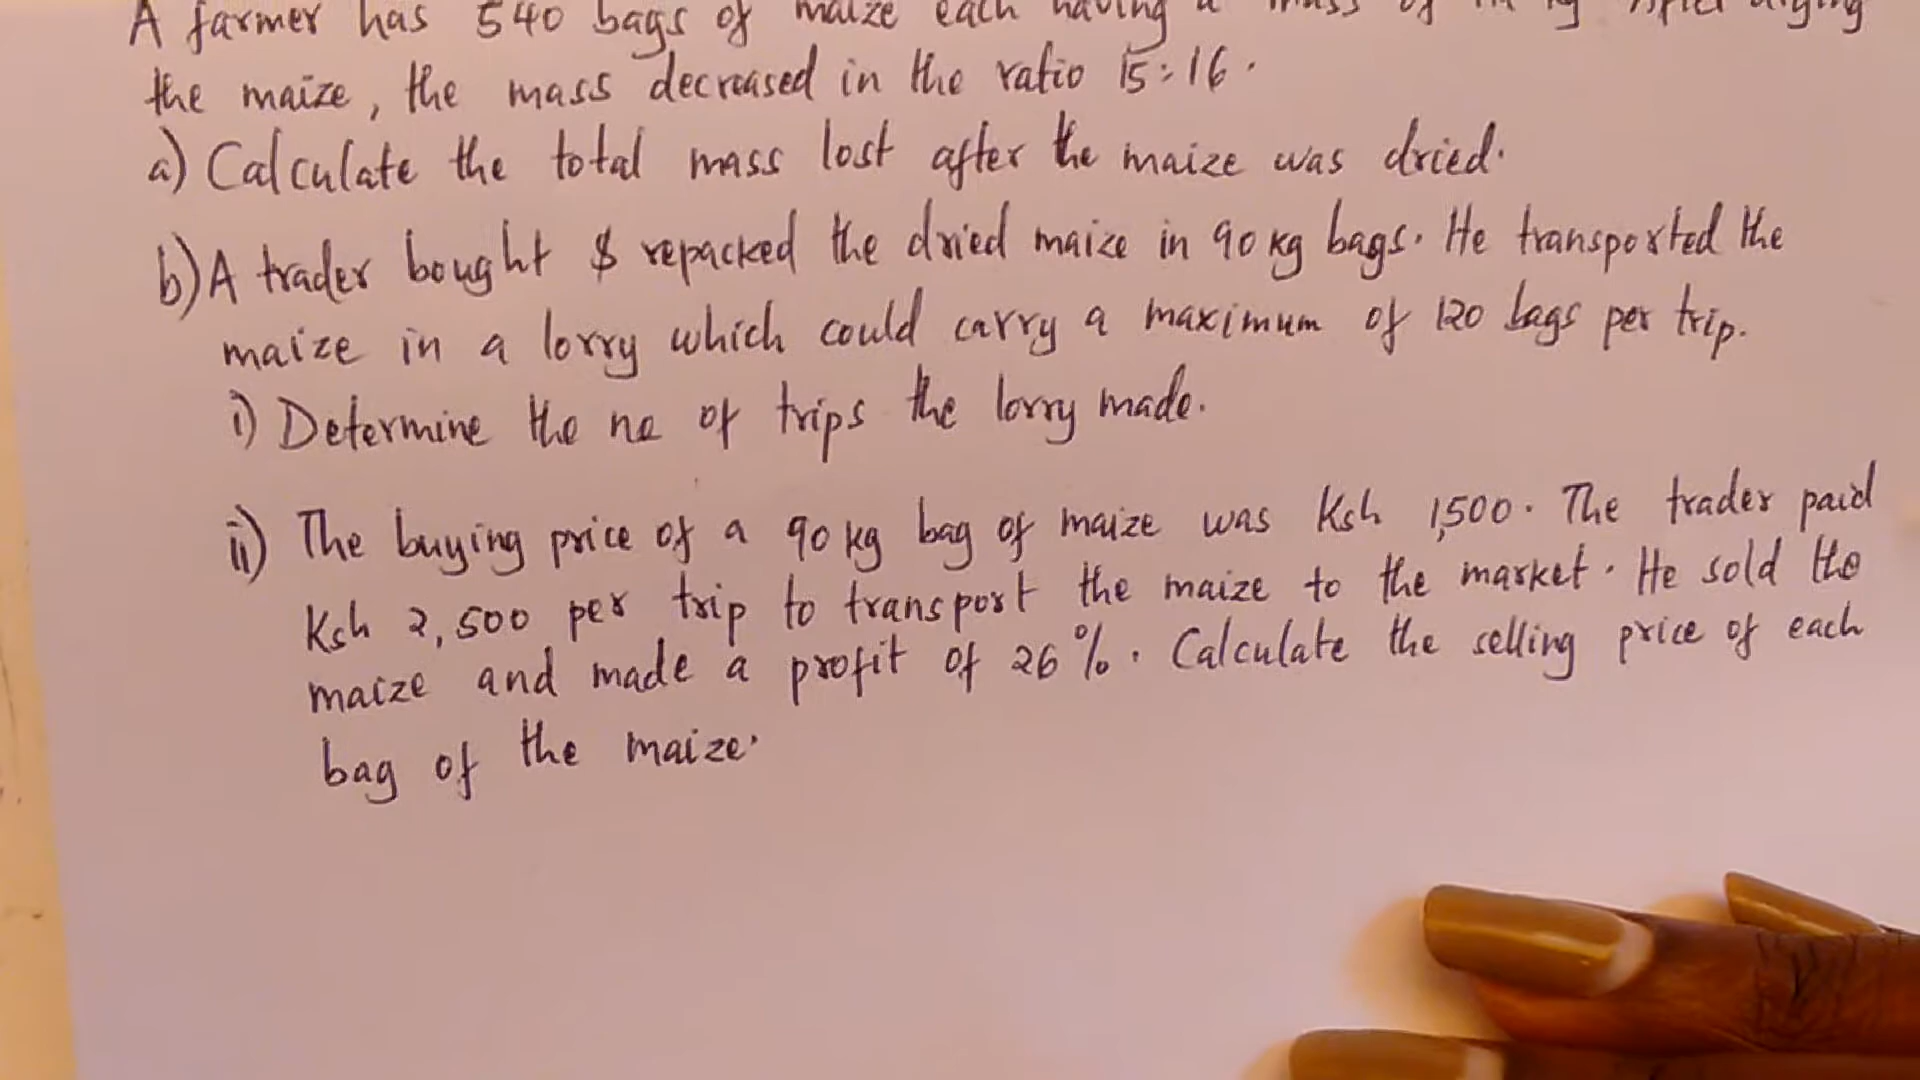 A farmer has 540 bags of maize each having a mass of kg After drying
the maize, the mass decreased in the ratio 15:16.
a) Calculate the total mass lost after the maize was dried.
b) A trader bought $ repacked the dried maize in 90 kg bags. He transported the
maize in a lorry which could carry a maximum of 120 bags per trip.
i) Determine the no of trips the lorry made.
ii) The buying price of a 90 kg bag of maize was Ksh 1,500. The trader paid
Ksh 2,500 per trip to transport the maize to the market. He sold the
maize and made a profit of 26%. Calculate the selling price of each
bag of the maize.